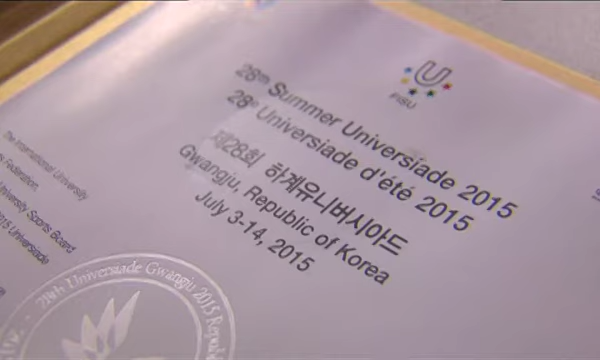 FISU
28th Summer Universiade 2015
28e Universiade d'été 2015
제28회 하계유니버시아드
Gwangju, Republic of Korea
July 3-14, 2015
The International University
Federation
University Sports Board
2015 Universiade
28th Universiade Gwangju 2015 Republic